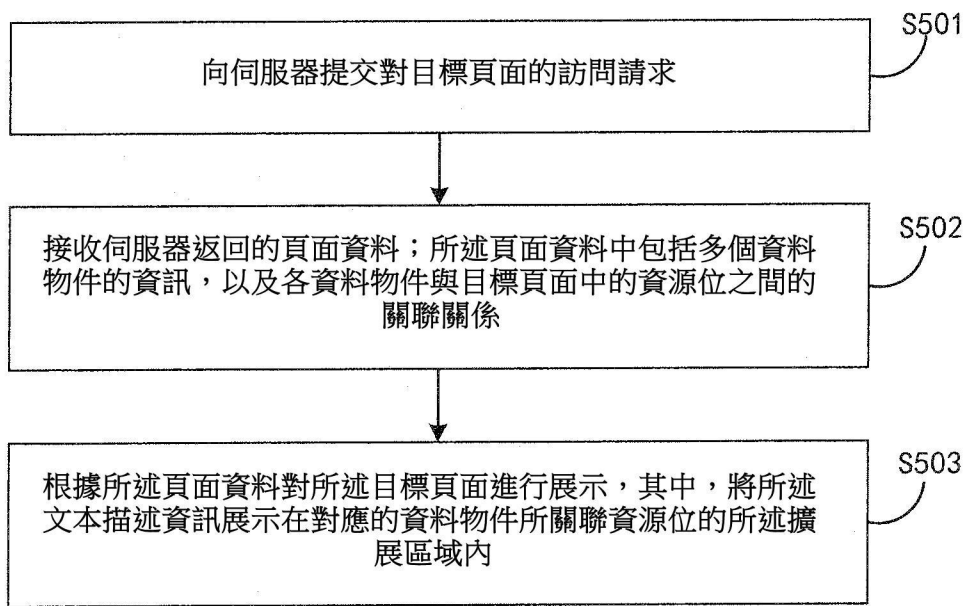 S501
向伺服器提交對目標頁面的訪問請求
S502
接收伺服器返回的頁面資料；所述頁面資料中包括多個資料
物件的資訊，以及各資料物件與目標頁面中的資源位之間的
關聯關係
S503
根據所述頁面資料對所述目標頁面進行展示，其中，將所述
文本描述資訊展示在對應的資料物件所關聯資源位的所述擴
展區域內